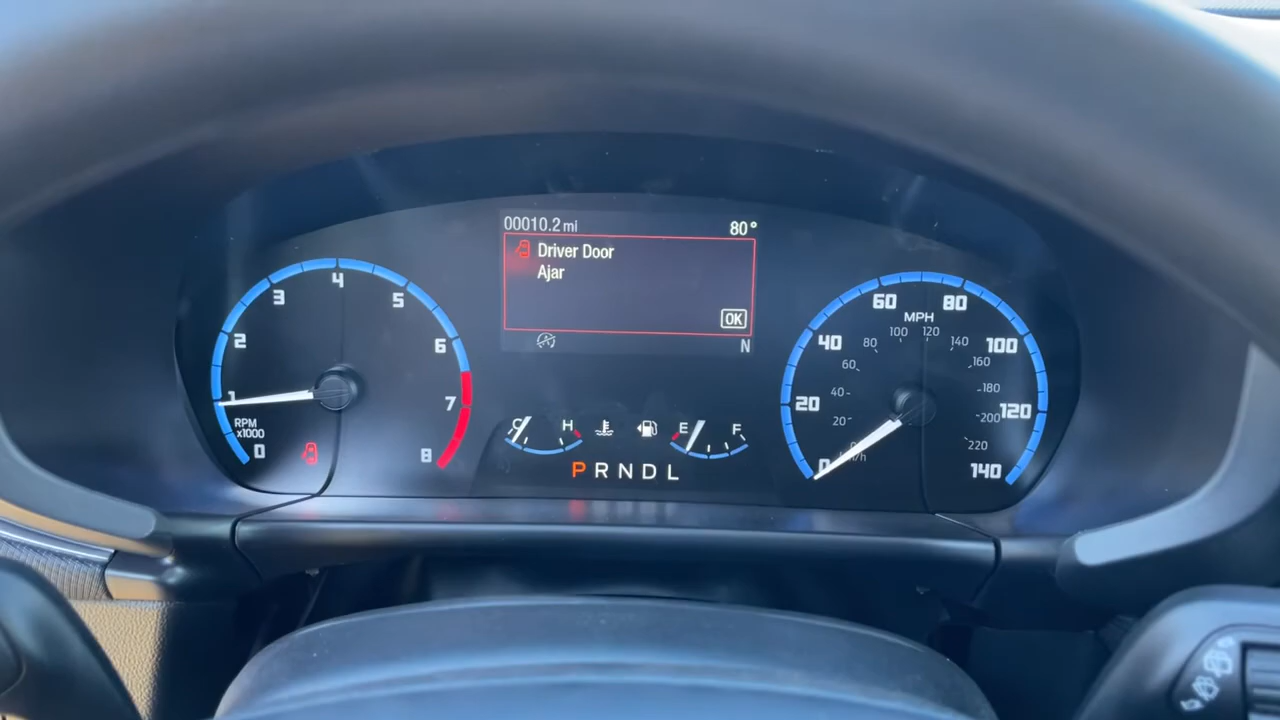 00010.2 mi 80°
Driver Door
Ajar
OK
N
0 1 2 3 4 5 6 7 8
RPM
x1000
C H E F
P R N D L
0 20 40 60 80 100 120 140
MPH
0 20 40 60 80 100 120 140 160 180 200 220
km/h